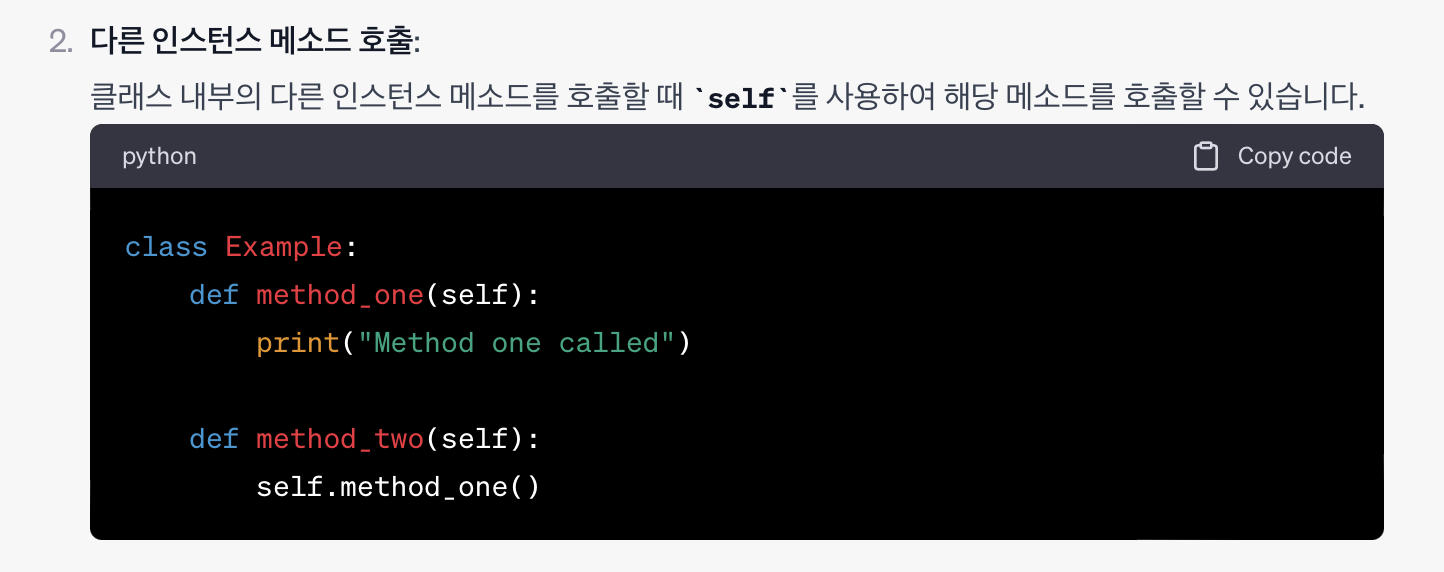 2. 다른 인스턴스 메소드 호출:
클래스 내부의 다른 인스턴스 메소드를 호출할 때 `self`를 사용하여 해당 메소드를 호출할 수 있습니다.
python Copy code
class Example:
    def method_one(self):
        print("Method one called")
    def method_two(self):
        self.method_one()